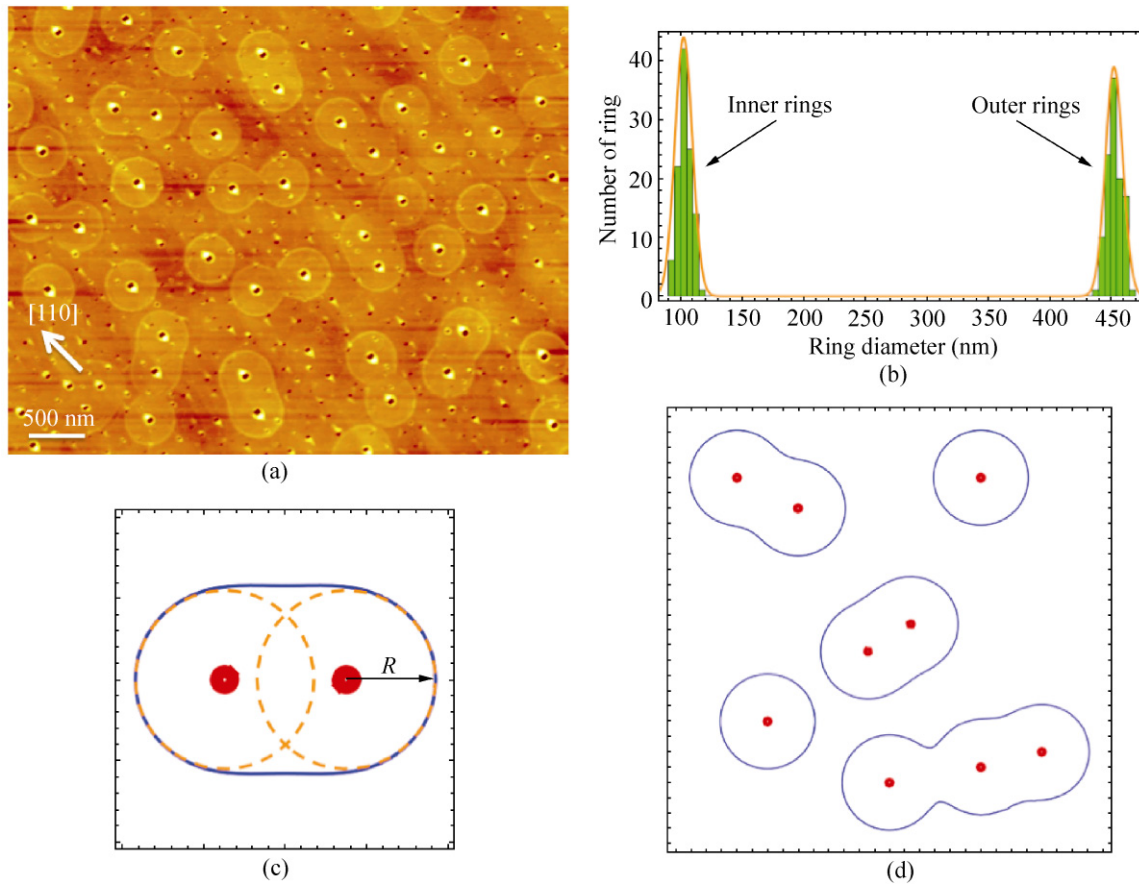 [110]
500 nm
(a)
Number of ring
40
30
20
10
0
Inner rings
Outer rings
100 150 200 250 300 350 400 450
Ring diameter (nm)
(b)
R
(c)
(d)